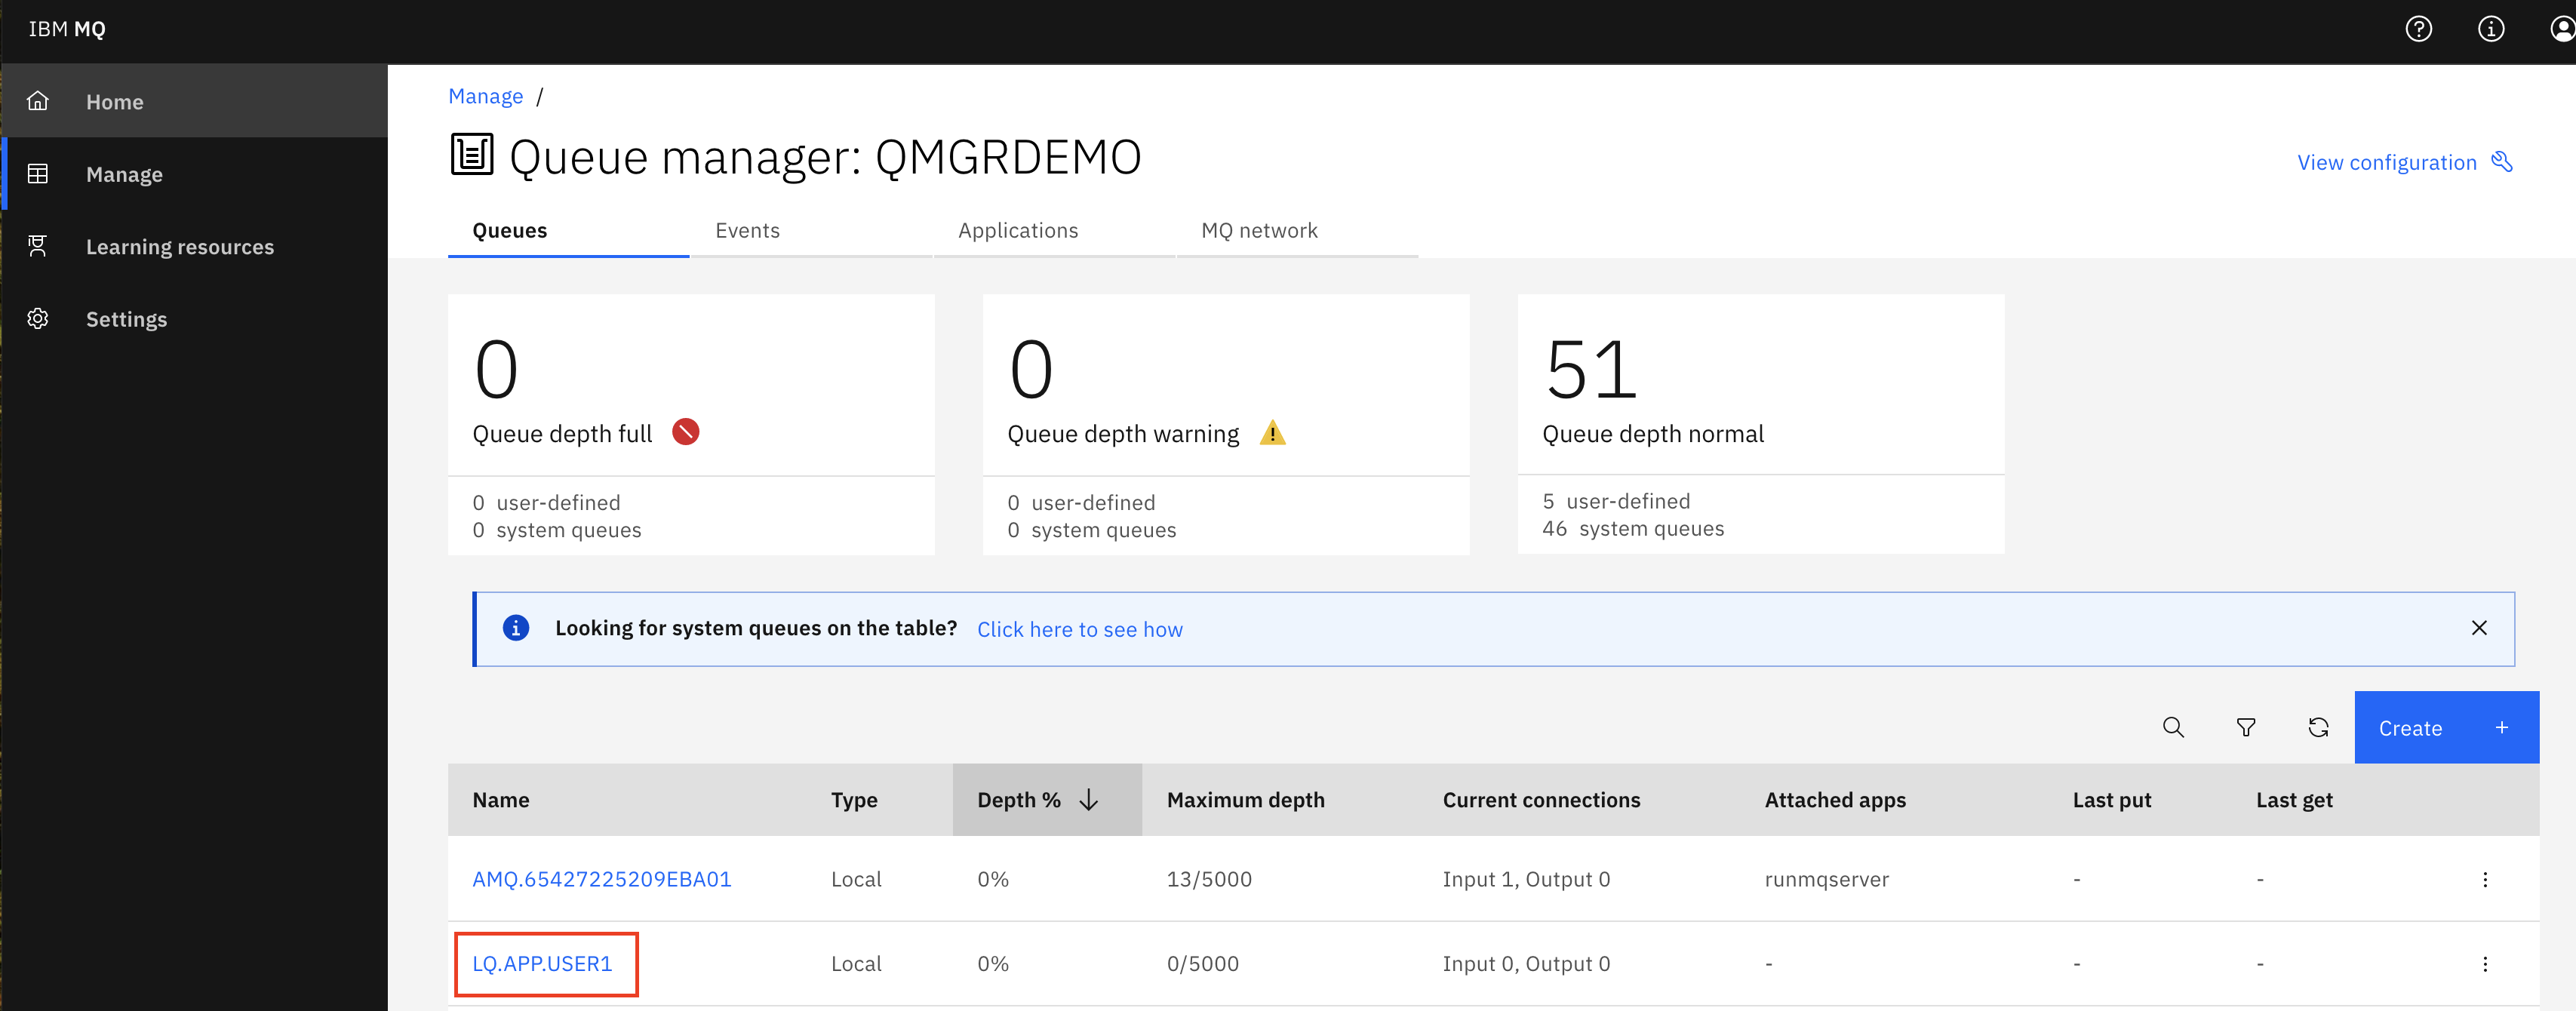 IBM MQ
Home
Manage
Learning resources
Settings
Manage /
Queue manager: QMGRDEMO
View configuration
Queues Events Applications MQ network
0
Queue depth full
0 user-defined
0 system queues
0
Queue depth warning
0 user-defined
0 system queues
51
Queue depth normal
5 user-defined
46 system queues
Looking for system queues on the table? Click here to see how
Create +
Name Type Depth % Maximum depth Current connections Attached apps Last put Last get
AMQ.65427225209EBA01 Local 0% 13/5000 Input 1, Output 0 runmqserver - -
LQ.APP.USER1 Local 0% 0/5000 Input 0, Output 0 - - -